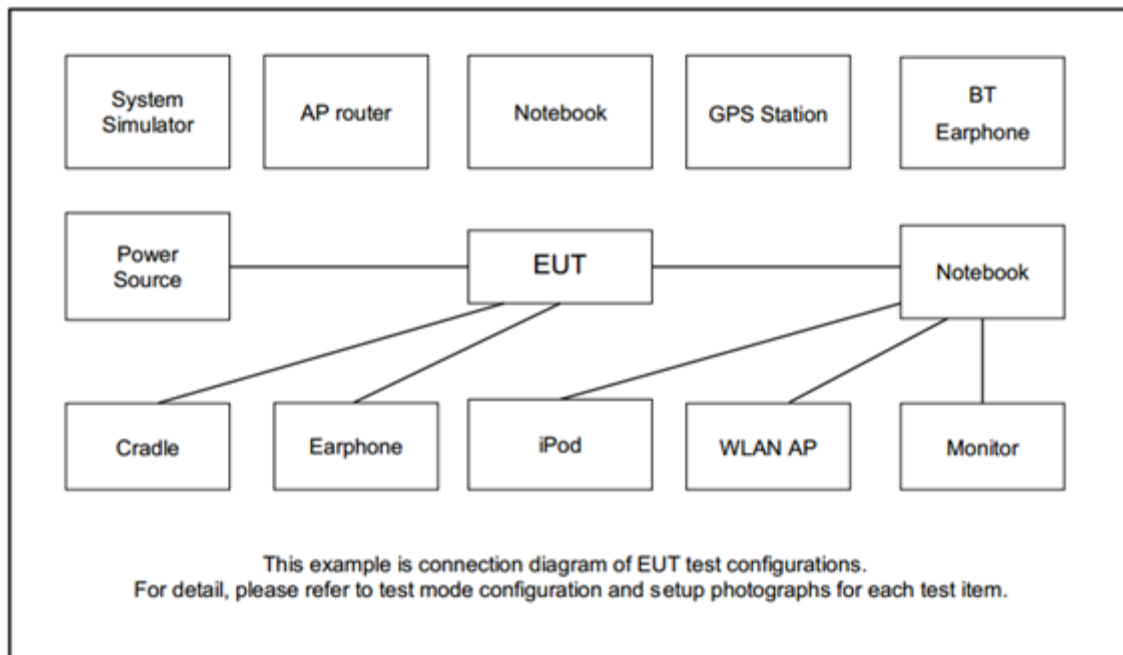 System
Simulator
AP router
Notebook
GPS Station
BT
Earphone
Power
Source
EUT
Notebook
Cradle
Earphone
iPod
WLAN AP
Monitor
This example is connection diagram of EUT test configurations.
For detail, please refer to test mode configuration and setup photographs for each test item.